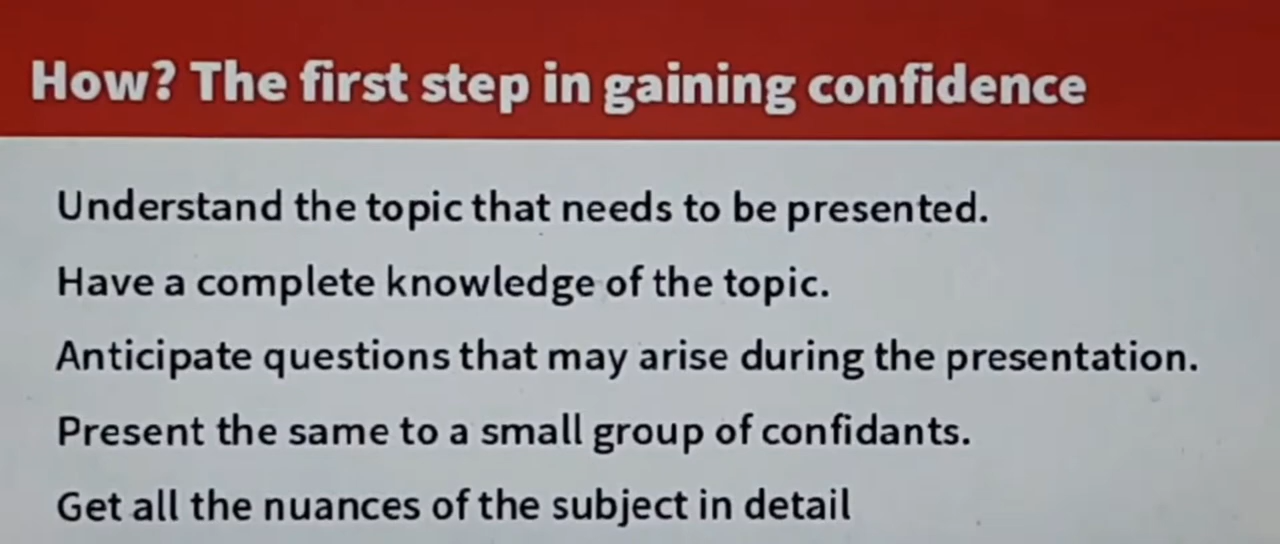 How? The first step in gaining confidence
Understand the topic that needs to be presented.
Have a complete knowledge of the topic.
Anticipate questions that may arise during the presentation.
Present the same to a small group of confidants.
Get all the nuances of the subject in detail